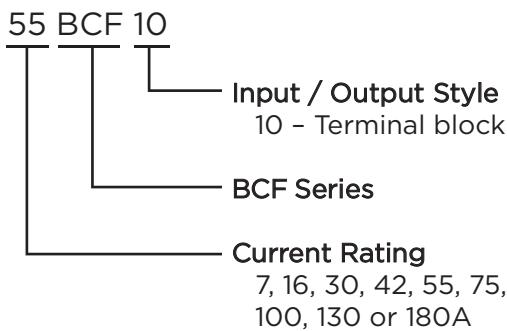 55 BCF 10
Input / Output Style
10 – Terminal block
BCF Series
Current Rating
7, 16, 30, 42, 55, 75,
100, 130 or 180A